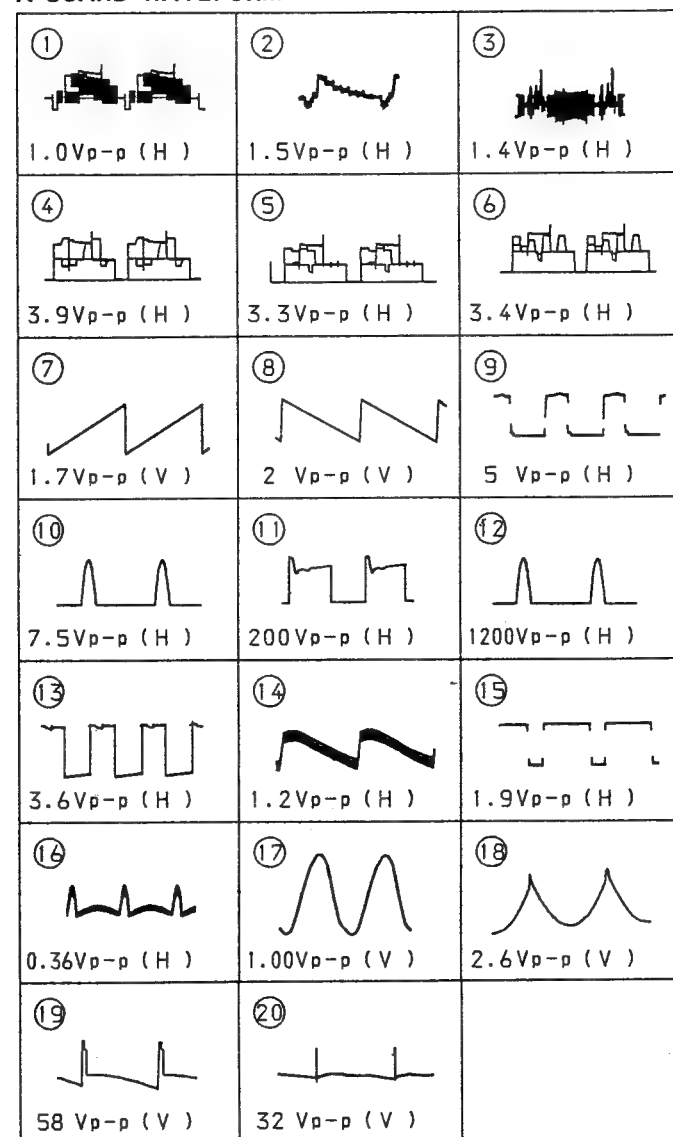 ① ② ③
1.0Vp-p ( H ) 1.5Vp-p ( H ) 1.4Vp-p ( H )
④ ⑤ ⑥
3.9Vp-p ( H ) 3.3Vp-p ( H ) 3.4Vp-p ( H )
⑦ ⑧ ⑨
1.7Vp-p ( V ) 2 Vp-p ( V ) 5 Vp-p ( H )
⑩ ⑪ ⑫
7.5Vp-p ( H ) 200Vp-p ( H ) 1200Vp-p ( H )
⑬ ⑭ ⑮
3.6Vp-p ( H ) 1.2Vp-p ( H ) 1.9Vp-p ( H )
⑯ ⑰ ⑱
0.36Vp-p ( H ) 1.00Vp-p ( V ) 2.6Vp-p ( V )
⑲ ⑳
58 Vp-p ( V ) 32 Vp-p ( V )